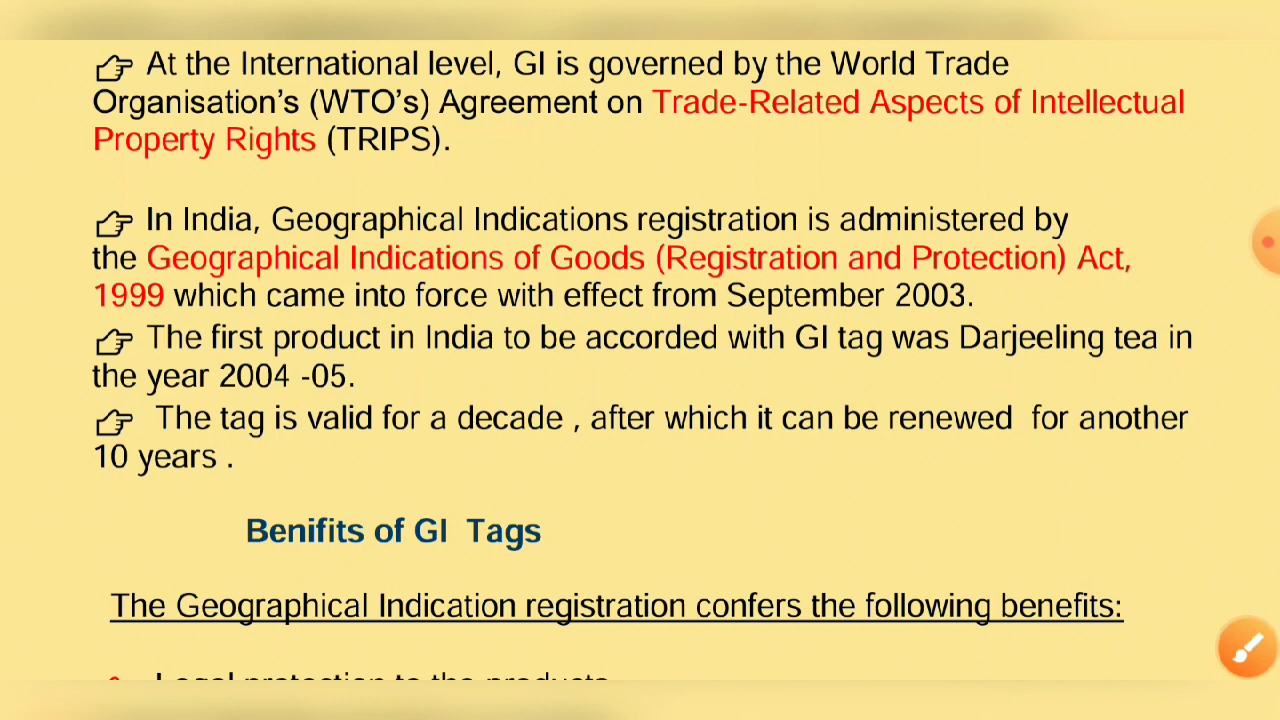 At the International level, GI is governed by the World Trade
Organisation’s (WTO’s) Agreement on Trade-Related Aspects of Intellectual
Property Rights (TRIPS).
In India, Geographical Indications registration is administered by
the Geographical Indications of Goods (Registration and Protection) Act,
1999 which came into force with effect from September 2003.
The first product in India to be accorded with GI tag was Darjeeling tea in
the year 2004 -05.
The tag is valid for a decade , after which it can be renewed for another
10 years .
Benifits of GI Tags
The Geographical Indication registration confers the following benefits:
Legal protection to the products